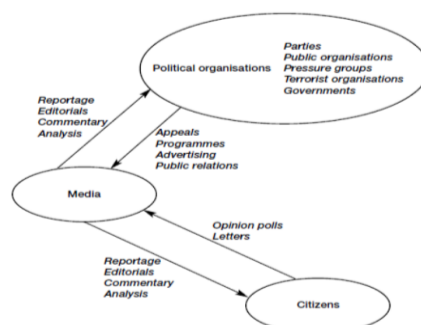 Parties
Public organisations
Political organisations Pressure groups
Terrorist organisations
Governments
Reportage
Editorials
Commentary
Analysis
Appeals
Programmes
Advertising
Public relations
Media
Opinion polls
Letters
Reportage
Editorials
Commentary
Analysis
Citizens